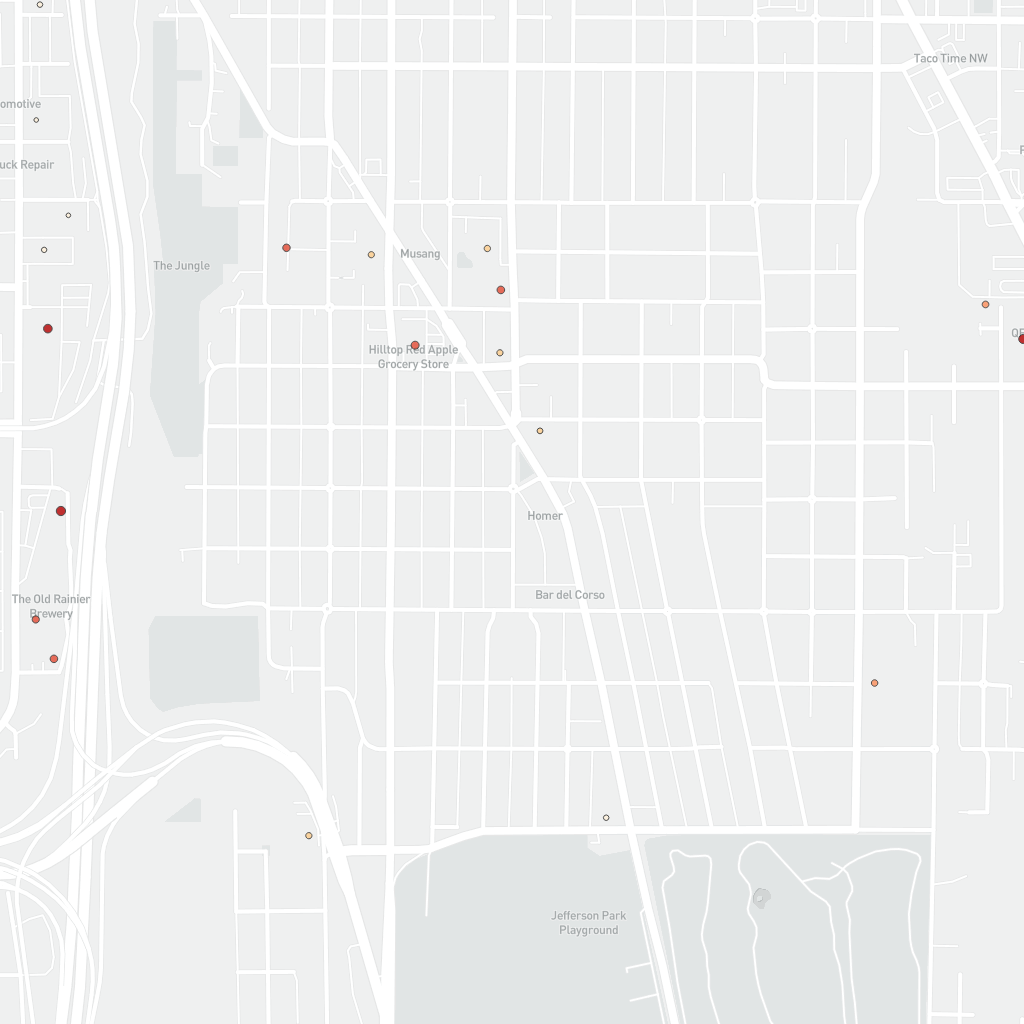 Taco Time NW
omotive
uck Repair
Musang
The Jungle
Hilltop Red Apple
Grocery Store
Homer
Bar del Corso
The Old Rainier
Brewery
Jefferson Park
Playground